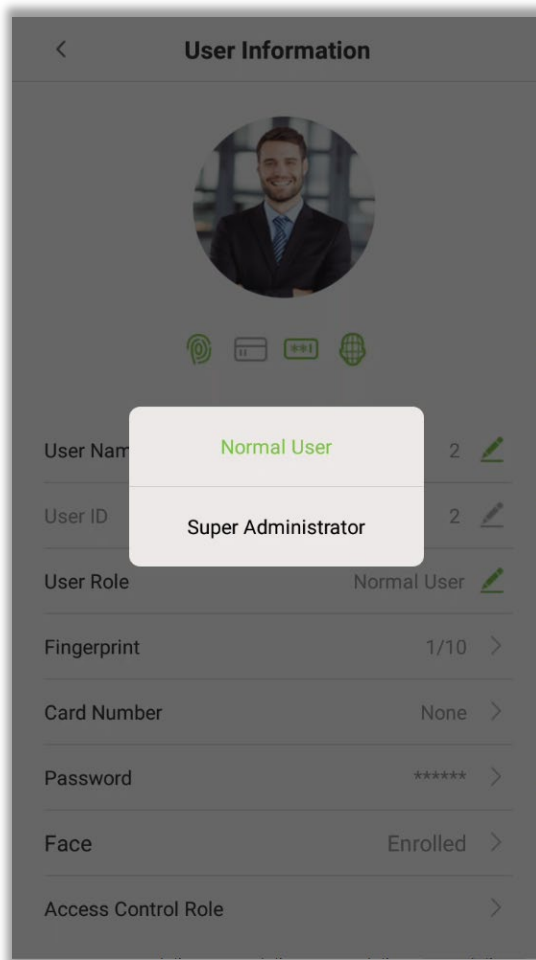 User Information
**I
Normal User
User Nam 2
User ID 2
Super Administrator
User Role Normal User
Fingerprint 1/10
Card Number None
Password ******
Face Enrolled
Access Control Role